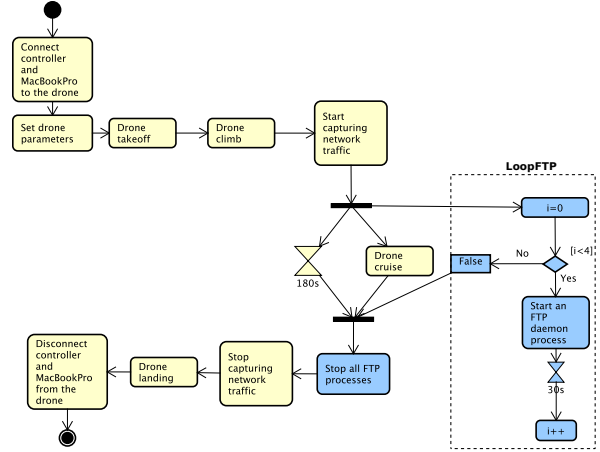 Connect
controller
and
MacBookPro
to the drone
Set drone
parameters
Drone
takeoff
Drone
climb
Start
capturing
network
traffic
LoopFTP
i=0
[i<4]
No
Yes
False
180s
Drone
cruise
Start an
FTP
daemon
process
30s
i++
Stop all FTP
processes
Stop
capturing
network
traffic
Drone
landing
Disconnect
controller
and
MacBookPro
from the
drone